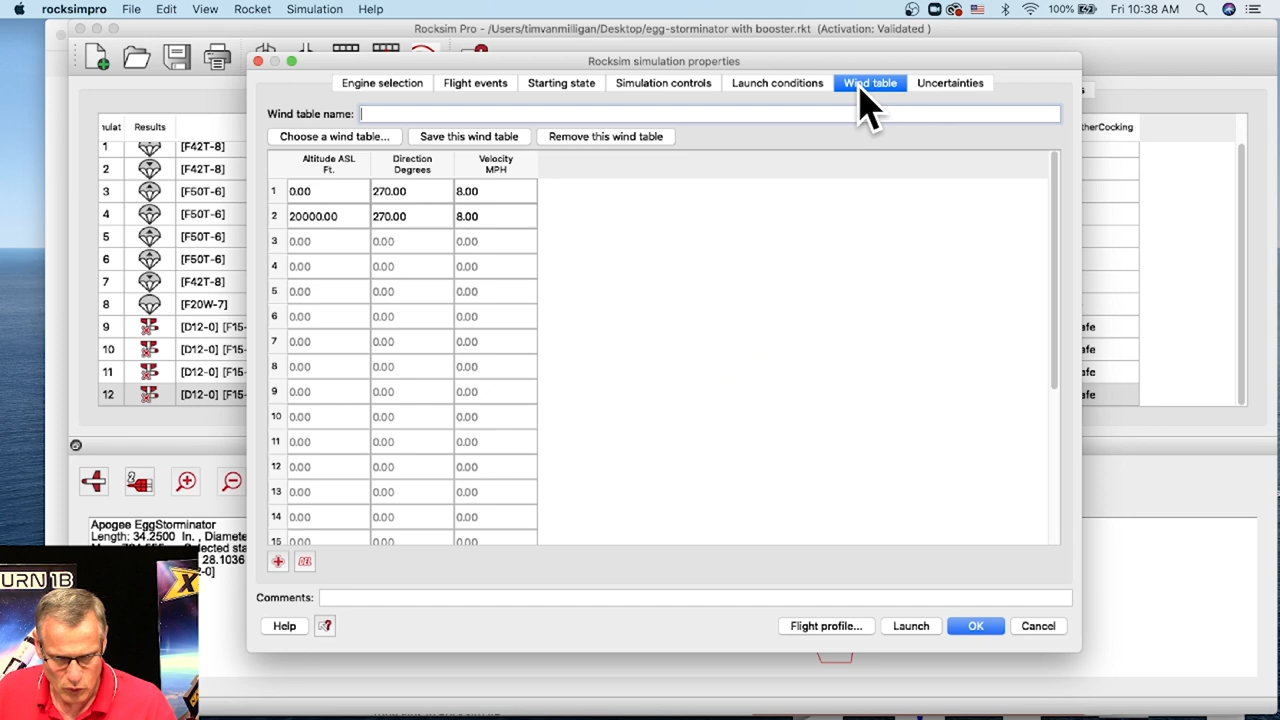 rocksimpro File Edit View Rocket Simulation Help 100% Fri 10:38 AM
Rocksim Pro - /Users/timvanmilligan/Desktop/egg-storminator with booster.rkt (Activation: Validated )
Rocksim simulation properties
Engine selection Flight events Starting state Simulation controls Launch conditions Wind table Uncertainties
Wind table name:
Choose a wind table... Save this wind table Remove this wind table
Altitude ASL Ft. Direction Degrees Velocity MPH
1 0.00 270.00 8.00
2 20000.00 270.00 8.00
3 0.00 0.00 0.00
4 0.00 0.00 0.00
5 0.00 0.00 0.00
6 0.00 0.00 0.00
7 0.00 0.00 0.00
8 0.00 0.00 0.00
9 0.00 0.00 0.00
10 0.00 0.00 0.00
11 0.00 0.00 0.00
12 0.00 0.00 0.00
13 0.00 0.00 0.00
14 0.00 0.00 0.00
15 0.00 0.00 0.00
DEL
Comments:
Help Flight profile... Launch OK Cancel
mulat Results
1 [F42T-8]
2 [F42T-8]
3 [F50T-6]
4 [F50T-6]
5 [F50T-6]
6 [F50T-6]
7 [F42T-8]
8 [F20W-7]
9 [D12-0] [F15-
10 [D12-0] [F15-
11 [D12-0] [F15-
12 [D12-0] [F15-
therCocking
afe
afe
afe
afe
2
Apogee EggStorminator
Length: 34.2500 In. , Diamete
elected sta
28.1036
-0]
URN 1B
X